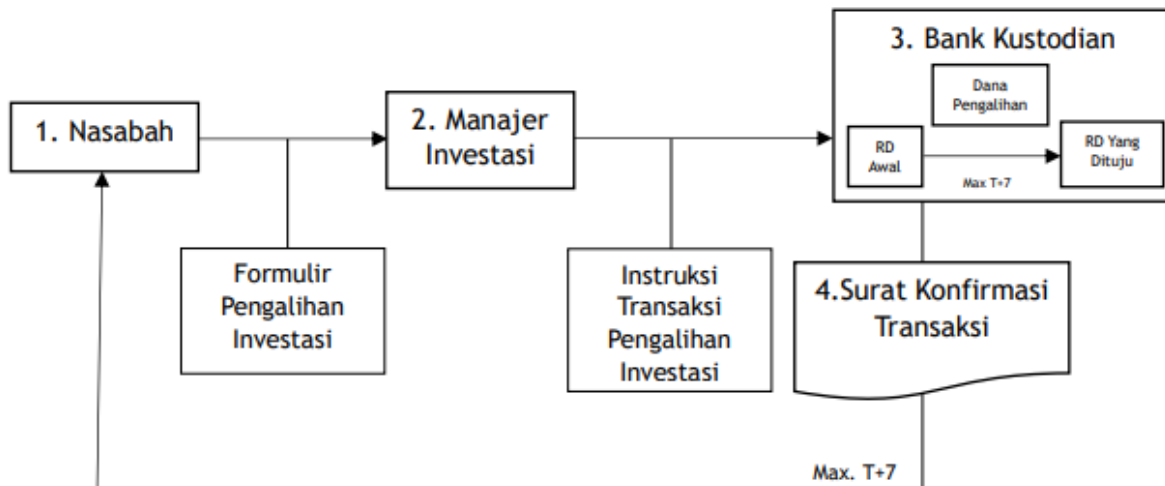 1. Nasabah
2. Manajer
Investasi
3. Bank Kustodian
Dana
Pengalihan
RD
Awal
RD Yang
Dituju
Max T+7
Formulir
Pengalihan
Investasi
Instruksi
Transaksi
Pengalihan
Investasi
4.Surat Konfirmasi
Transaksi
Max. T+7